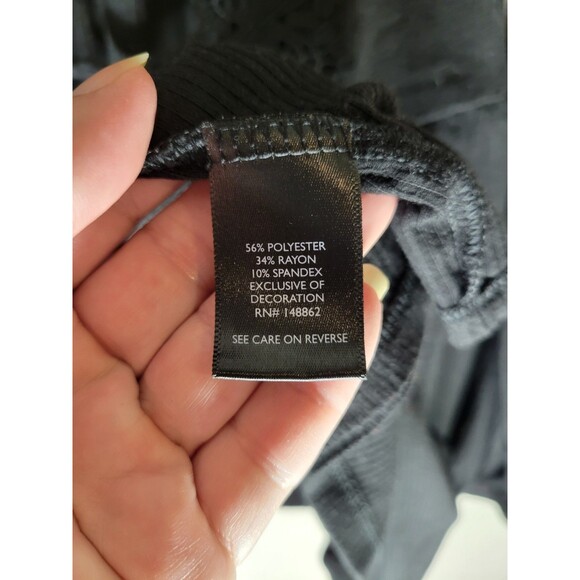 56% POLYESTER
34% RAYON
10% SPANDEX
EXCLUSIVE OF
DECORATION
RN# 148862
SEE CARE ON REVERSE